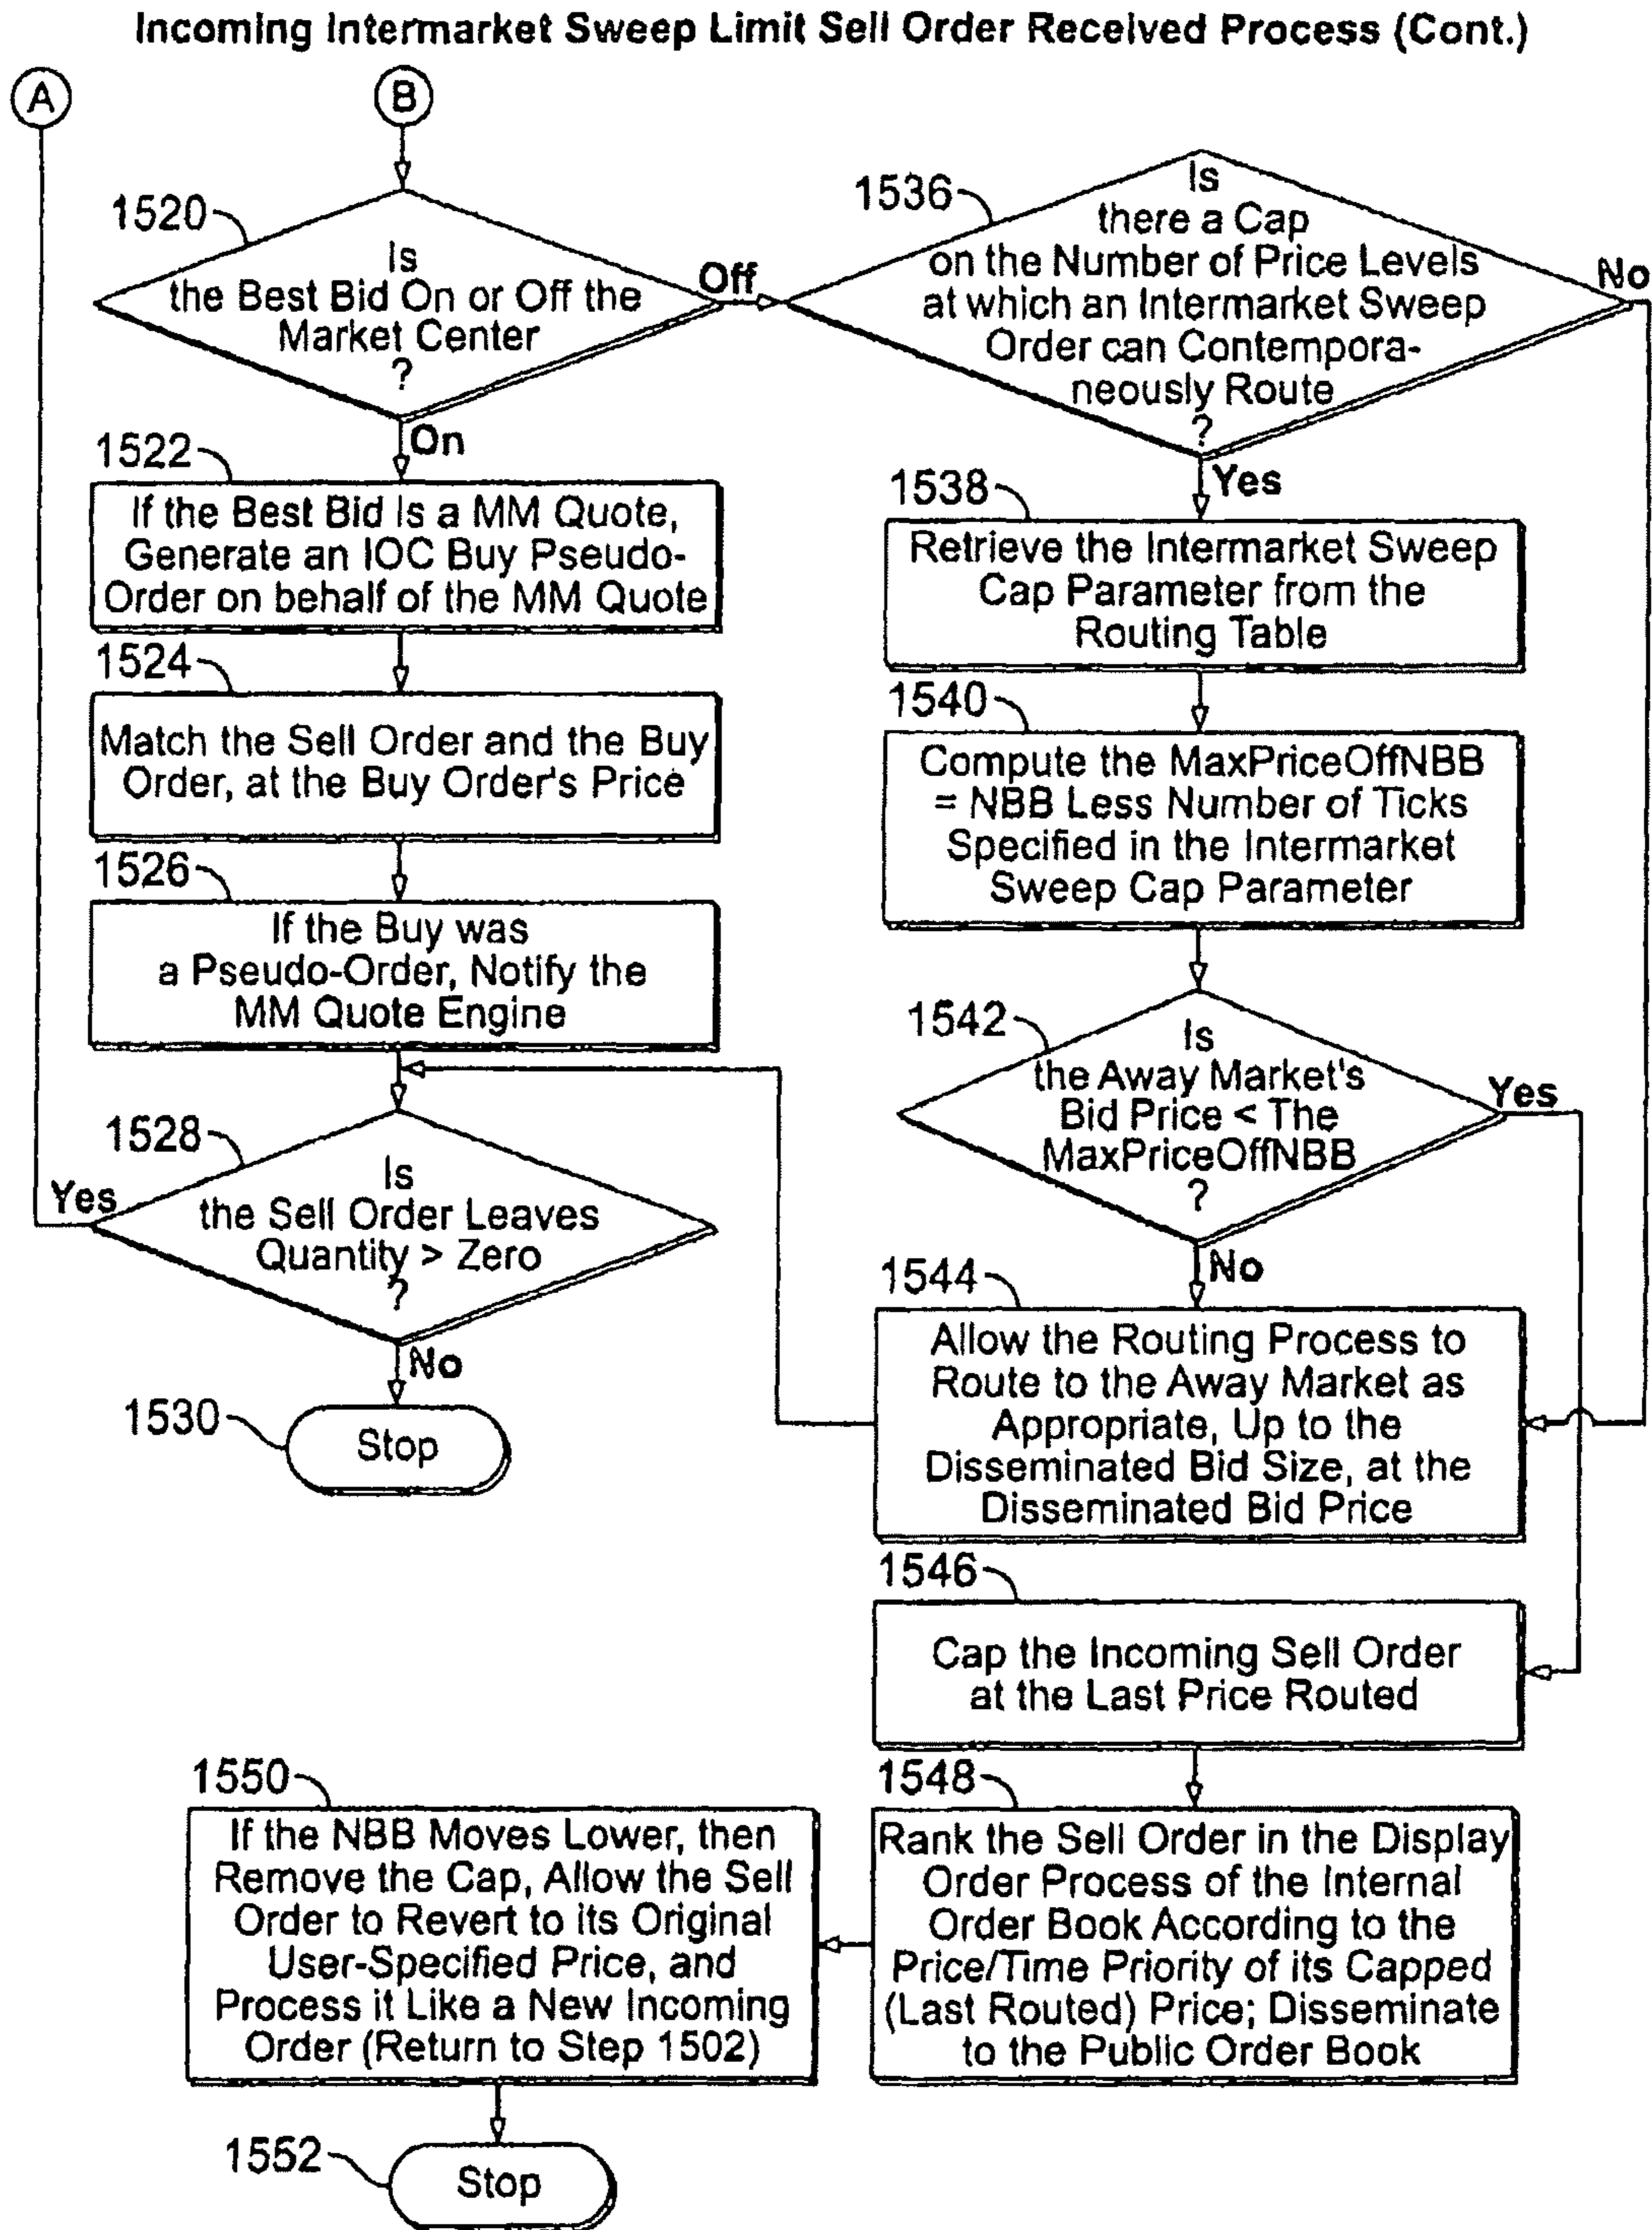 Incoming Intermarket Sweep Limit Sell Order Received Process (Cont.)
A
B
1520
Is
the Best Bid On or Off the
Market Center
?
Off
On
1522
If the Best Bid Is a MM Quote,
Generate an IOC Buy Pseudo-
Order on behalf of the MM Quote
1524
Match the Sell Order and the Buy
Order, at the Buy Order's Price
1526
If the Buy was
a Pseudo-Order, Notify the
MM Quote Engine
1528
Is
the Sell Order Leaves
Quantity > Zero
?
Yes
No
1530
Stop
1536
Is
there a Cap
on the Number of Price Levels
at which an Intermarket Sweep
Order can Contempora-
neously Route
?
No
Yes
1538
Retrieve the Intermarket Sweep
Cap Parameter from the
Routing Table
1540
Compute the MaxPriceOffNBB
= NBB Less Number of Ticks
Specified in the Intermarket
Sweep Cap Parameter
1542
Is
the Away Market's
Bid Price < The
MaxPriceOffNBB
?
Yes
No
1544
Allow the Routing Process to
Route to the Away Market as
Appropriate, Up to the
Disseminated Bid Size, at the
Disseminated Bid Price
1546
Cap the Incoming Sell Order
at the Last Price Routed
1548
Rank the Sell Order in the Display
Order Process of the Internal
Order Book According to the
Price/Time Priority of its Capped
(Last Routed) Price; Disseminate
to the Public Order Book
1550
If the NBB Moves Lower, then
Remove the Cap, Allow the Sell
Order to Revert to its Original
User-Specified Price, and
Process it Like a New Incoming
Order (Return to Step 1502)
1552
Stop